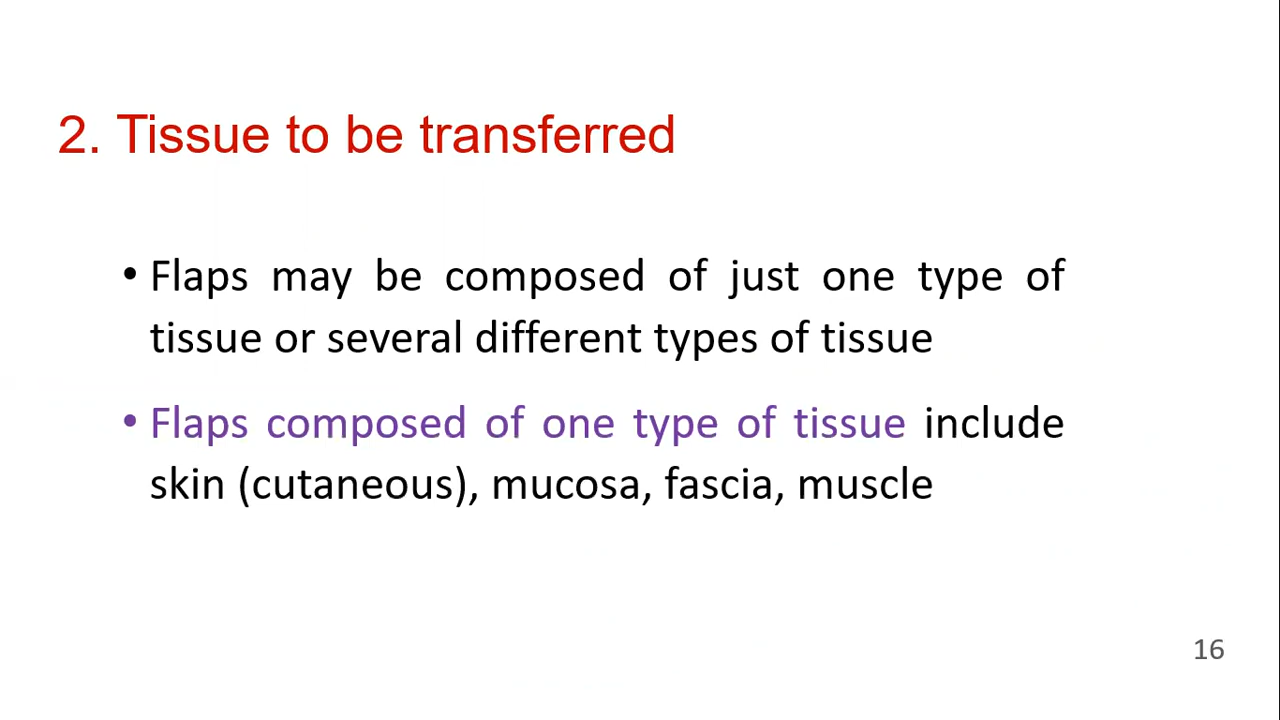 2. Tissue to be transferred
• Flaps may be composed of just one type of
tissue or several different types of tissue
• Flaps composed of one type of tissue include
skin (cutaneous), mucosa, fascia, muscle
16